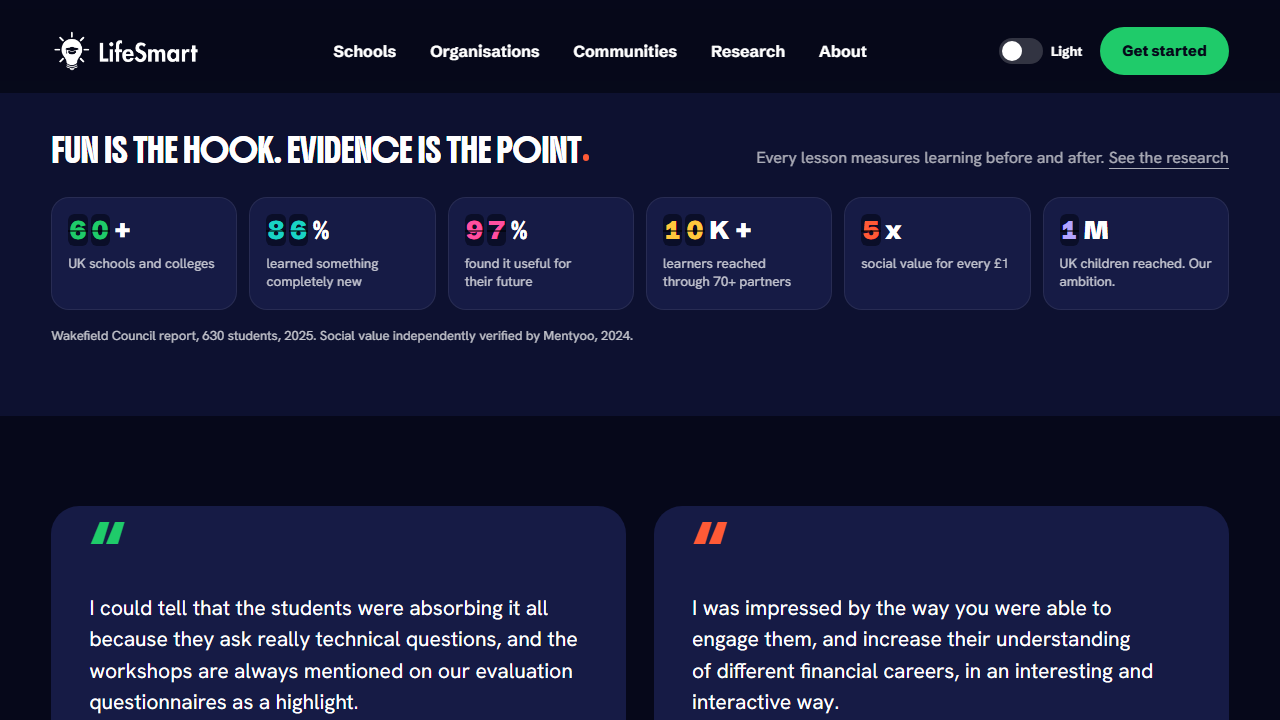 LifeSmart
Schools
Organisations
Communities
Research
About
Light
Get started
FUN IS THE HOOK. EVIDENCE IS THE POINT.
Every lesson measures learning before and after. See the research
60+
UK schools and colleges
86%
learned something
completely new
97%
found it useful for
their future
10K+
learners reached
through 70+ partners
5x
social value for every £1
1M
UK children reached. Our
ambition.
Wakefield Council report, 630 students, 2025. Social value independently verified by Mentyoo, 2024.
"
I could tell that the students were absorbing it all
because they ask really technical questions, and the
workshops are always mentioned on our evaluation
questionnaires as a highlight.
"
I was impressed by the way you were able to
engage them, and increase their understanding
of different financial careers, in an interesting and
interactive way.